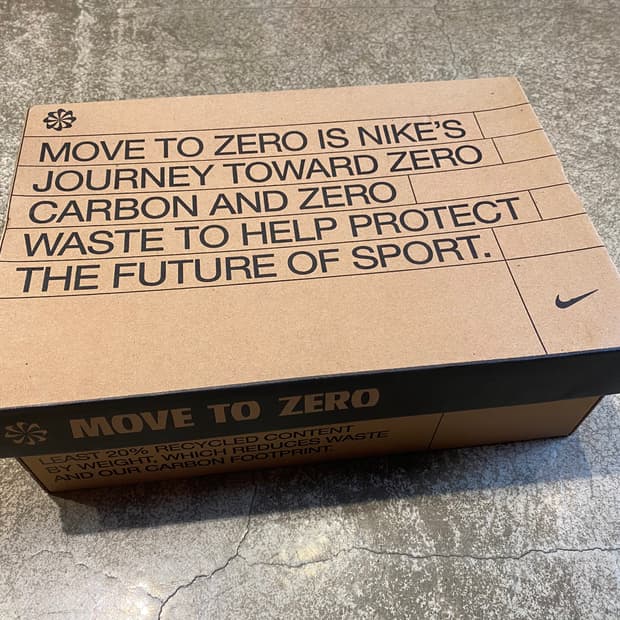 MOVE TO ZERO IS NIKE'S
JOURNEY TOWARD ZERO
CARBON AND ZERO
WASTE TO HELP PROTECT
THE FUTURE OF SPORT.
MOVE TO ZERO
LEAST 20% RECYCLED CONTENT
BY WEIGHT, WHICH REDUCES WASTE
AND OUR CARBON FOOTPRINT.